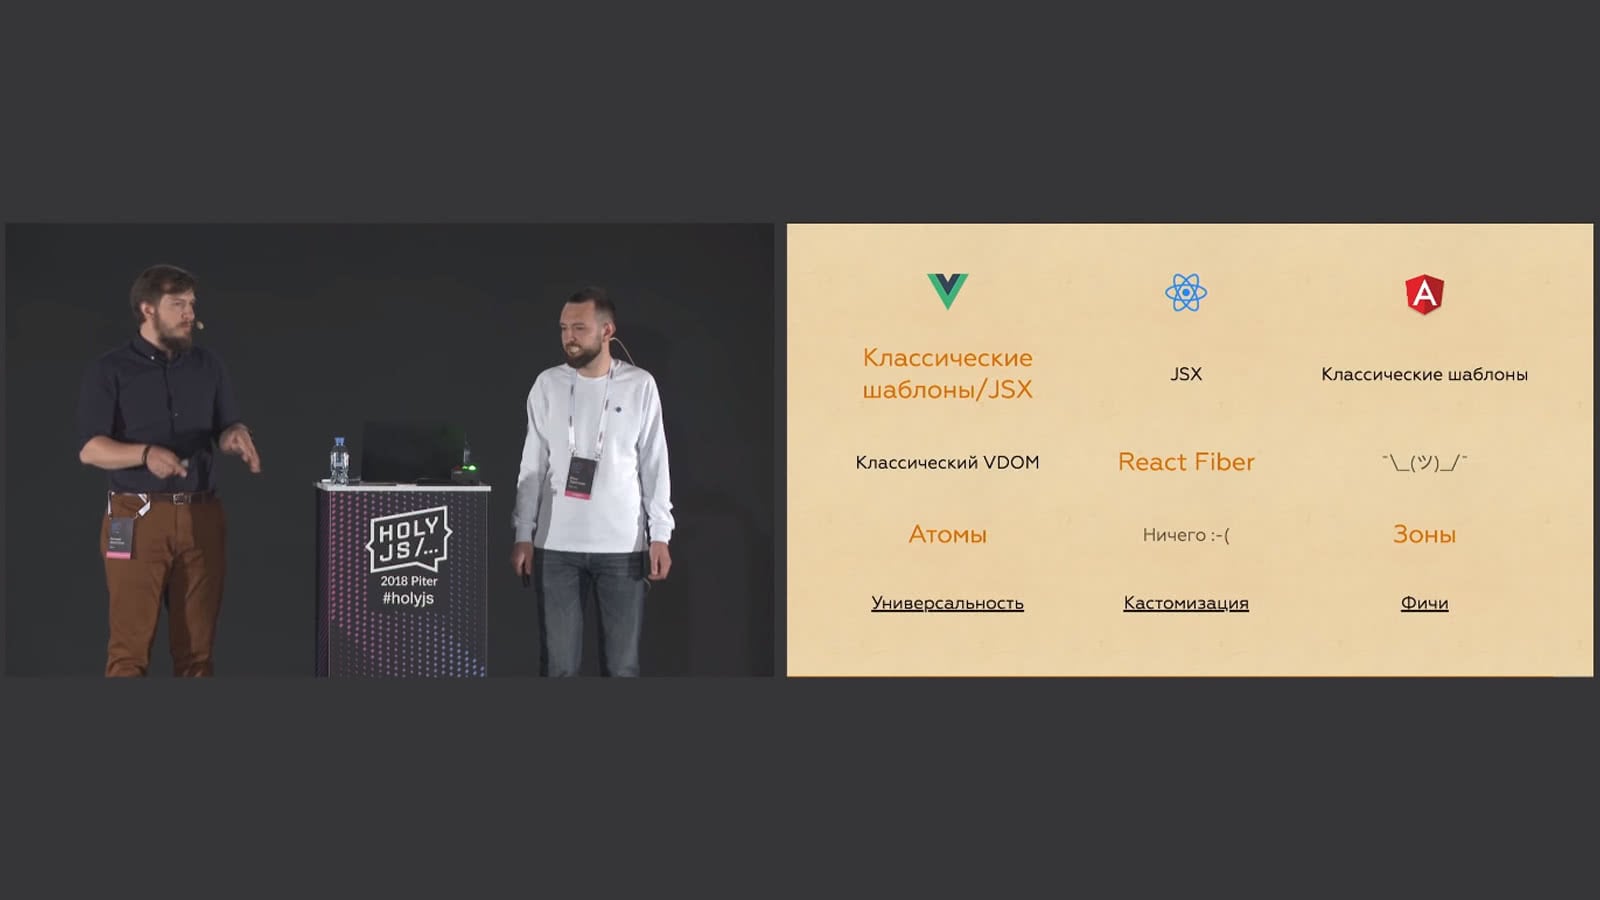 HOLY
JS/...
2018 Piter
#holyjs
A
Классические
шаблоны/JSX
JSX
Классические шаблоны
Классический VDOM
React Fiber
¯\_(ツ)_/¯
Атомы
Ничего :-(
Зоны
Универсальность
Кастомизация
Фичи